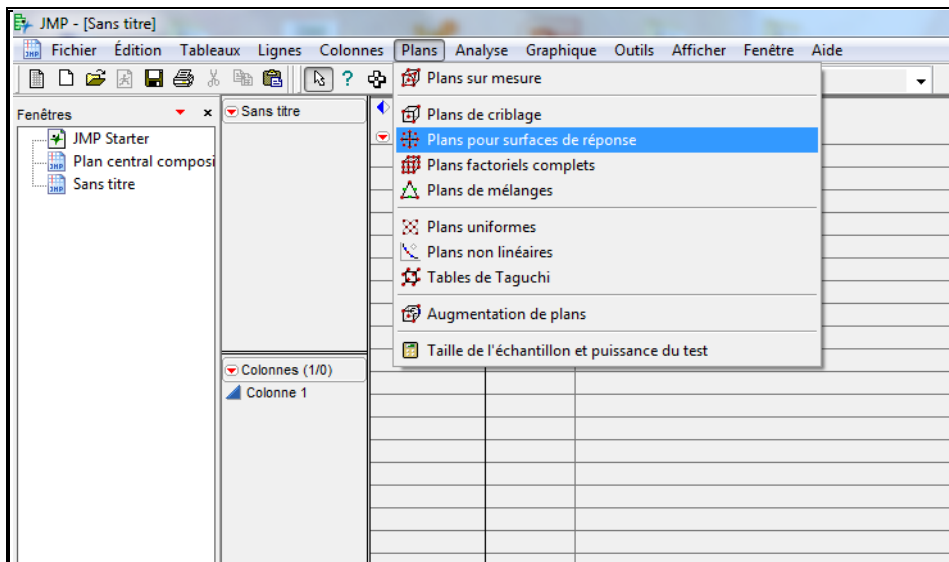 JMP - [Sans titre]
Fichier Édition Tableaux Lignes Colonnes Plans Analyse Graphique Outils Afficher Fenêtre Aide
Fenêtres
JMP Starter
Plan central composi
Sans titre
Sans titre
Colonnes (1/0)
Colonne 1
Plans sur mesure
Plans de criblage
Plans pour surfaces de réponse
Plans factoriels complets
Plans de mélanges
Plans uniformes
Plans non linéaires
Tables de Taguchi
Augmentation de plans
Taille de l'échantillon et puissance du test